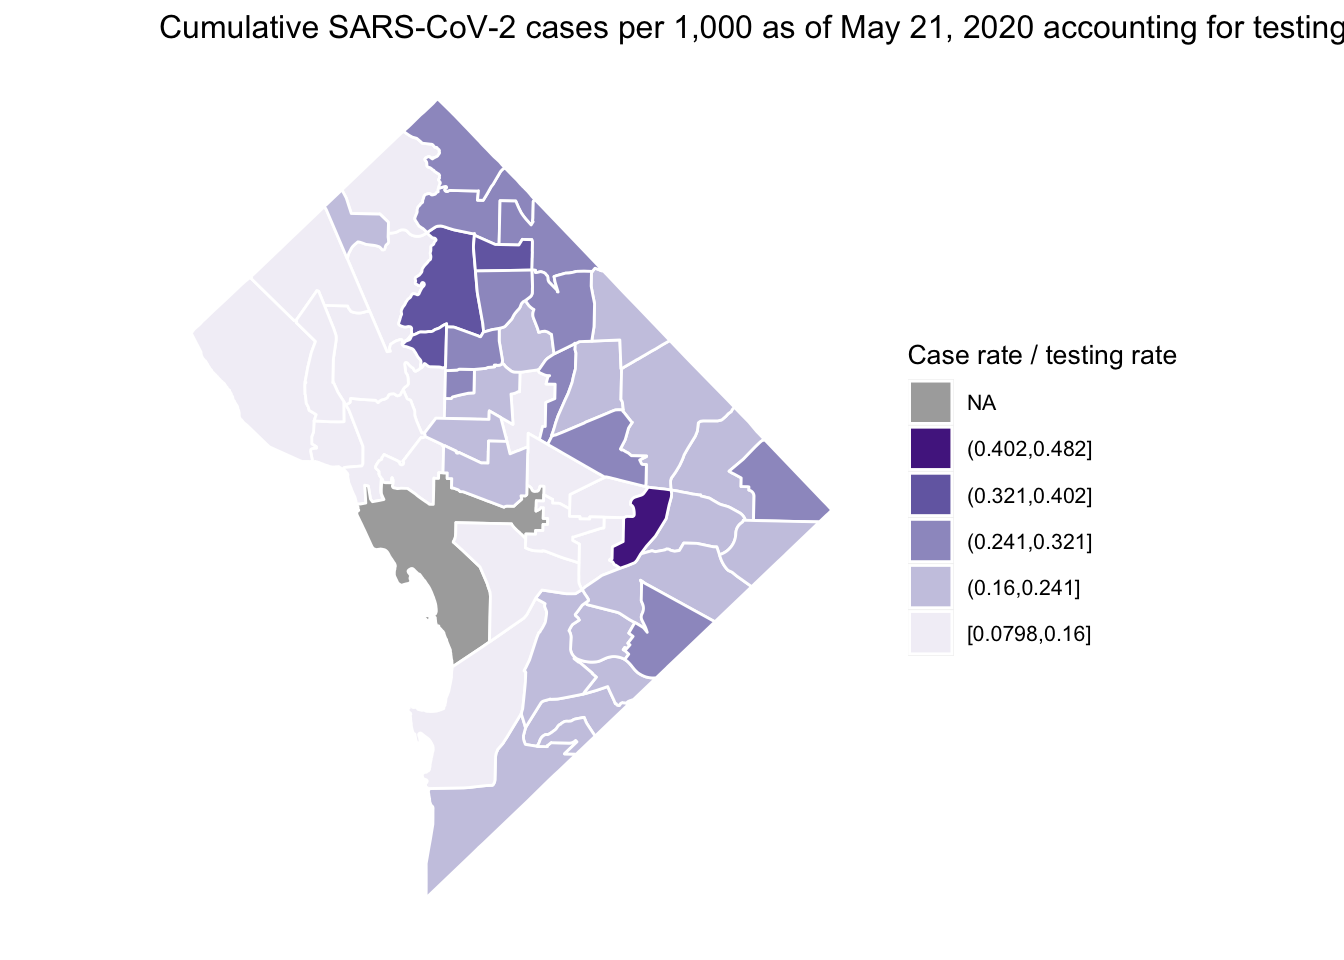 Cumulative SARS-CoV-2 cases per 1,000 as of May 21, 2020 accounting for testing
Case rate / testing rate
NA
(0.402,0.482]
(0.321,0.402]
(0.241,0.321]
(0.16,0.241]
[0.0798,0.16]